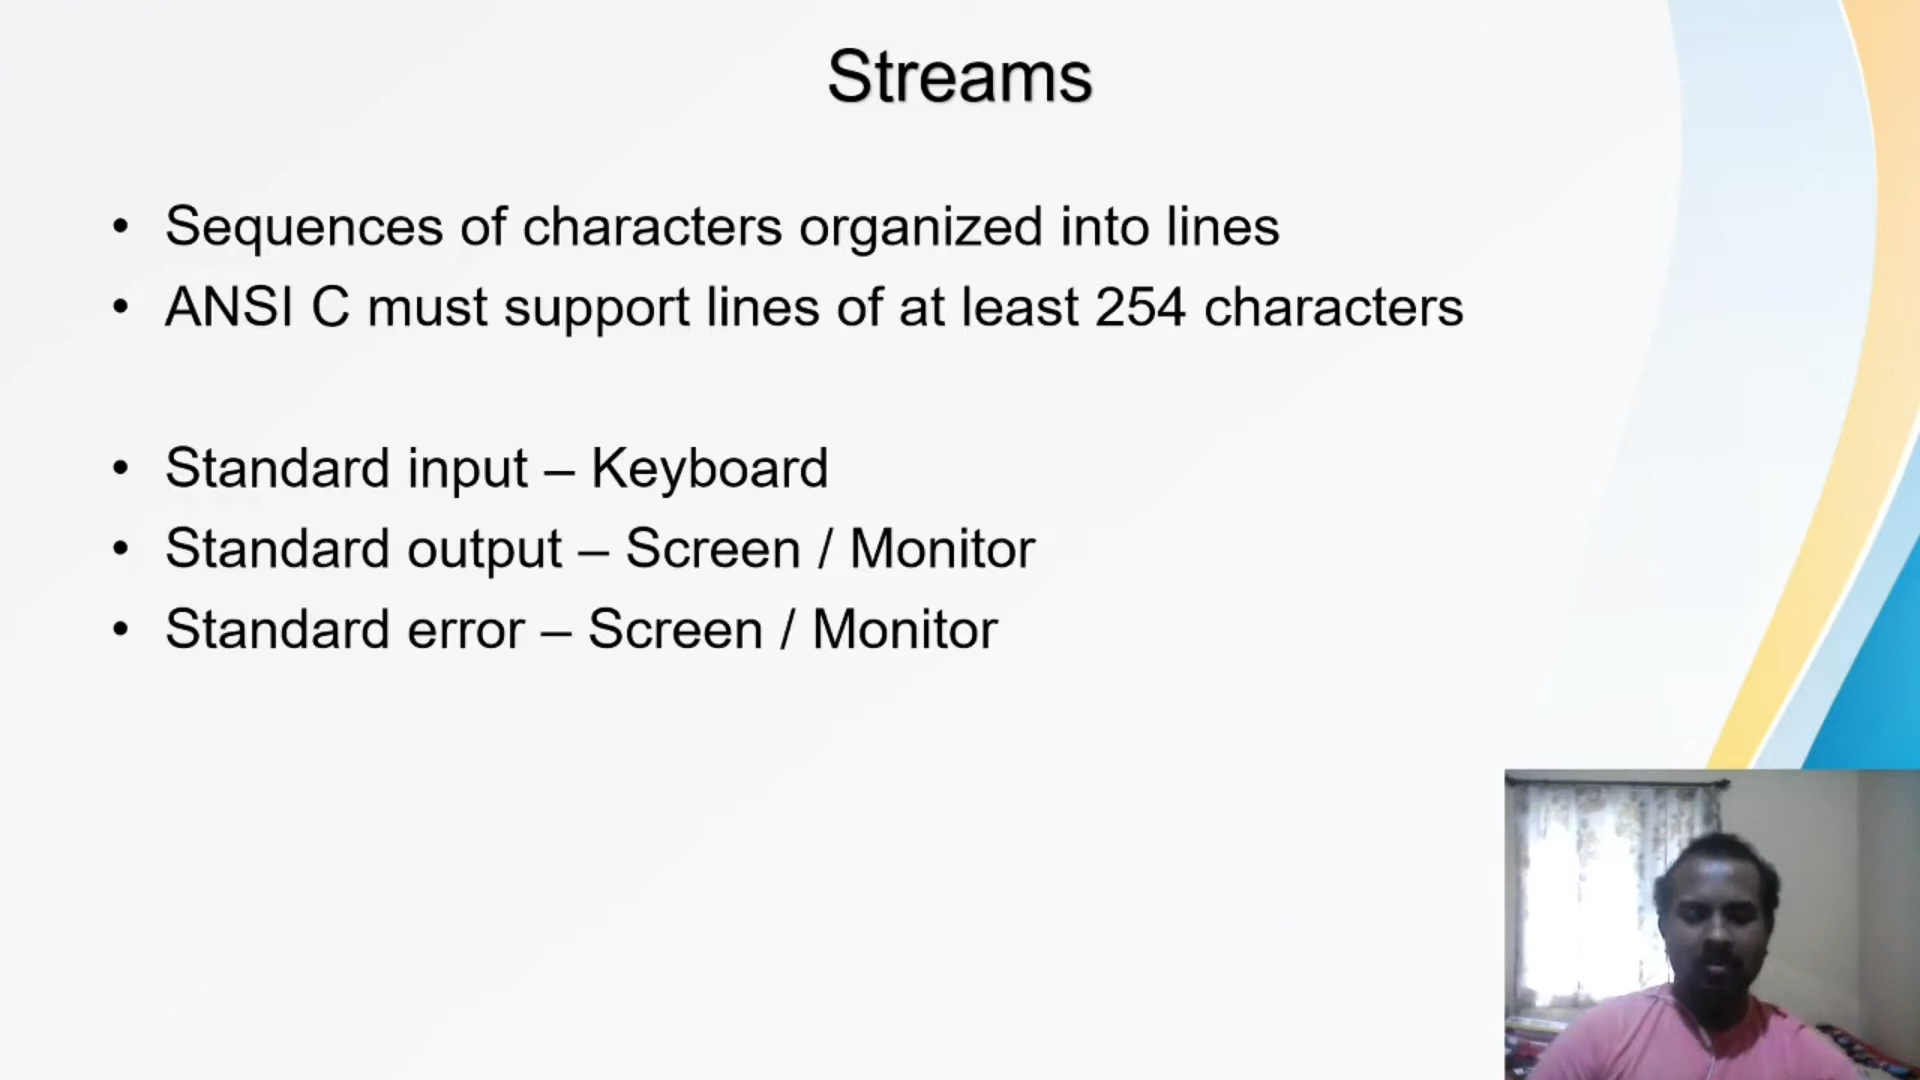 Streams
• Sequences of characters organized into lines
• ANSI C must support lines of at least 254 characters
• Standard input – Keyboard
• Standard output – Screen / Monitor
• Standard error – Screen / Monitor